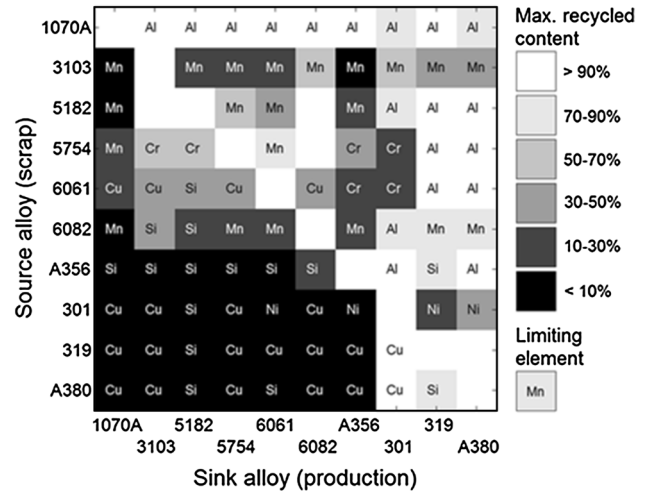 Source alloy (scrap)
1070A Al Al Al Al Al Al Al Al Al
3103 Mn Mn Mn Mn Mn Mn Mn Mn Mn
5182 Mn Mn Mn Mn Al Al Al
5754 Mn Cr Cr Mn Cr Cr Al Al
6061 Cu Cu Si Cu Cu Cr Cr Al Al
6082 Mn Si Si Mn Mn Mn Al Mn Mn
A356 Si Si Si Si Si Si Al Si Al
301 Cu Cu Si Cu Ni Cu Ni Ni Ni
319 Cu Cu Si Cu Cu Cu Cu Cu
A380 Cu Cu Si Cu Si Cu Cu Cu Si
1070A 5182 6061 A356 319
3103 5754 6082 301 A380
Sink alloy (production)
Max. recycled
content
> 90%
70-90%
50-70%
30-50%
10-30%
< 10%
Limiting
element
Mn